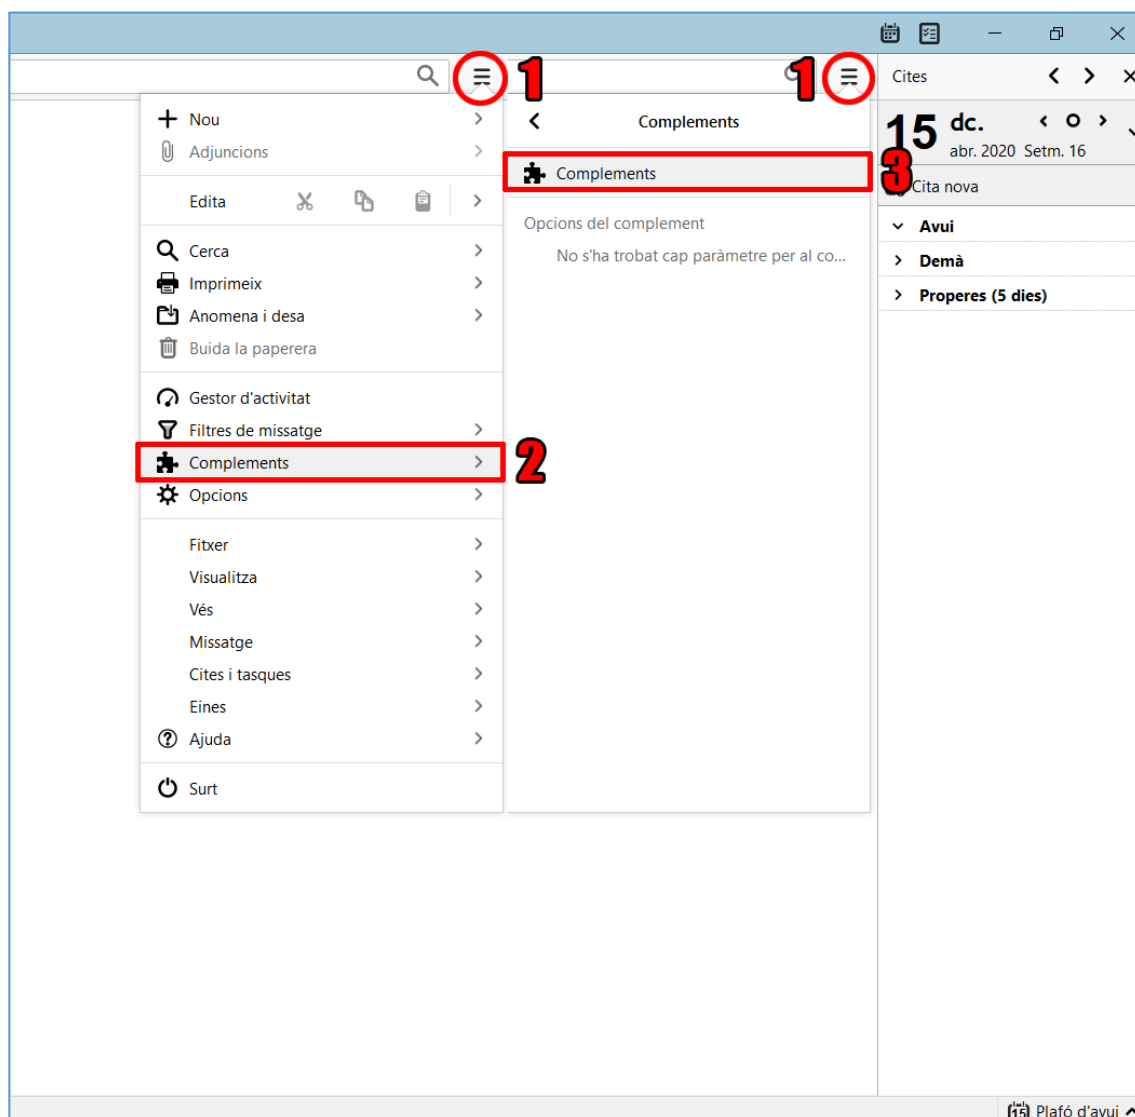 1
1
Nou
Adjuncions
Edita
Cerca
Imprimeix
Anomena i desa
Buida la paperera
Gestor d'activitat
Filtres de missatge
Complements
2
Opcions
Fitxer
Visualitza
Vés
Missatge
Cites i tasques
Eines
Ajuda
Surt
Complements
Complements
3
Opcions del complement
No s'ha trobat cap paràmetre per al co...
Cites
15 dc.
abr. 2020 Setm. 16
Cita nova
Avui
Demà
Properes (5 dies)
15 Plafó d'avui